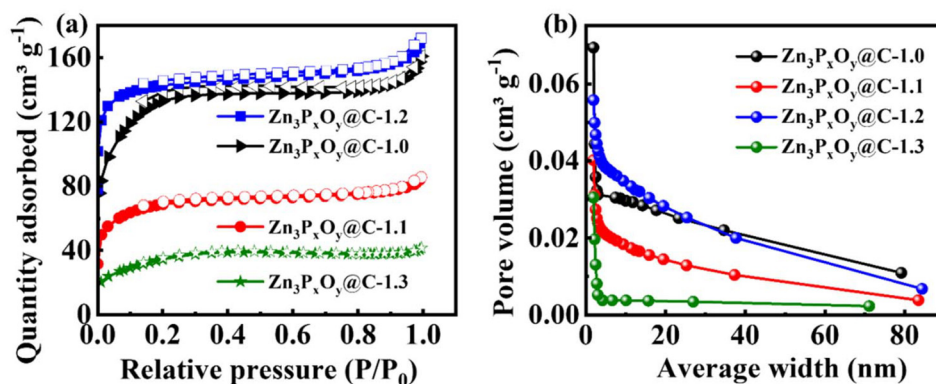 (a)
Quantity adsorbed (cm³ g⁻¹)
160
120
80
40
0
Zn₃PₓOᵧ@C-1.2
Zn₃PₓOᵧ@C-1.0
Zn₃PₓOᵧ@C-1.1
Zn₃PₓOᵧ@C-1.3
0.0 0.2 0.4 0.6 0.8 1.0
Relative pressure (P/P₀)
b
Pore volume (cm³ g⁻¹)
0.06
0.04
0.02
0.00
Zn₃PₓOᵧ@C-1.0
Zn₃PₓOᵧ@C-1.1
Zn₃PₓOᵧ@C-1.2
Zn₃PₓOᵧ@C-1.3
0 20 40 60 80
Average width (nm)